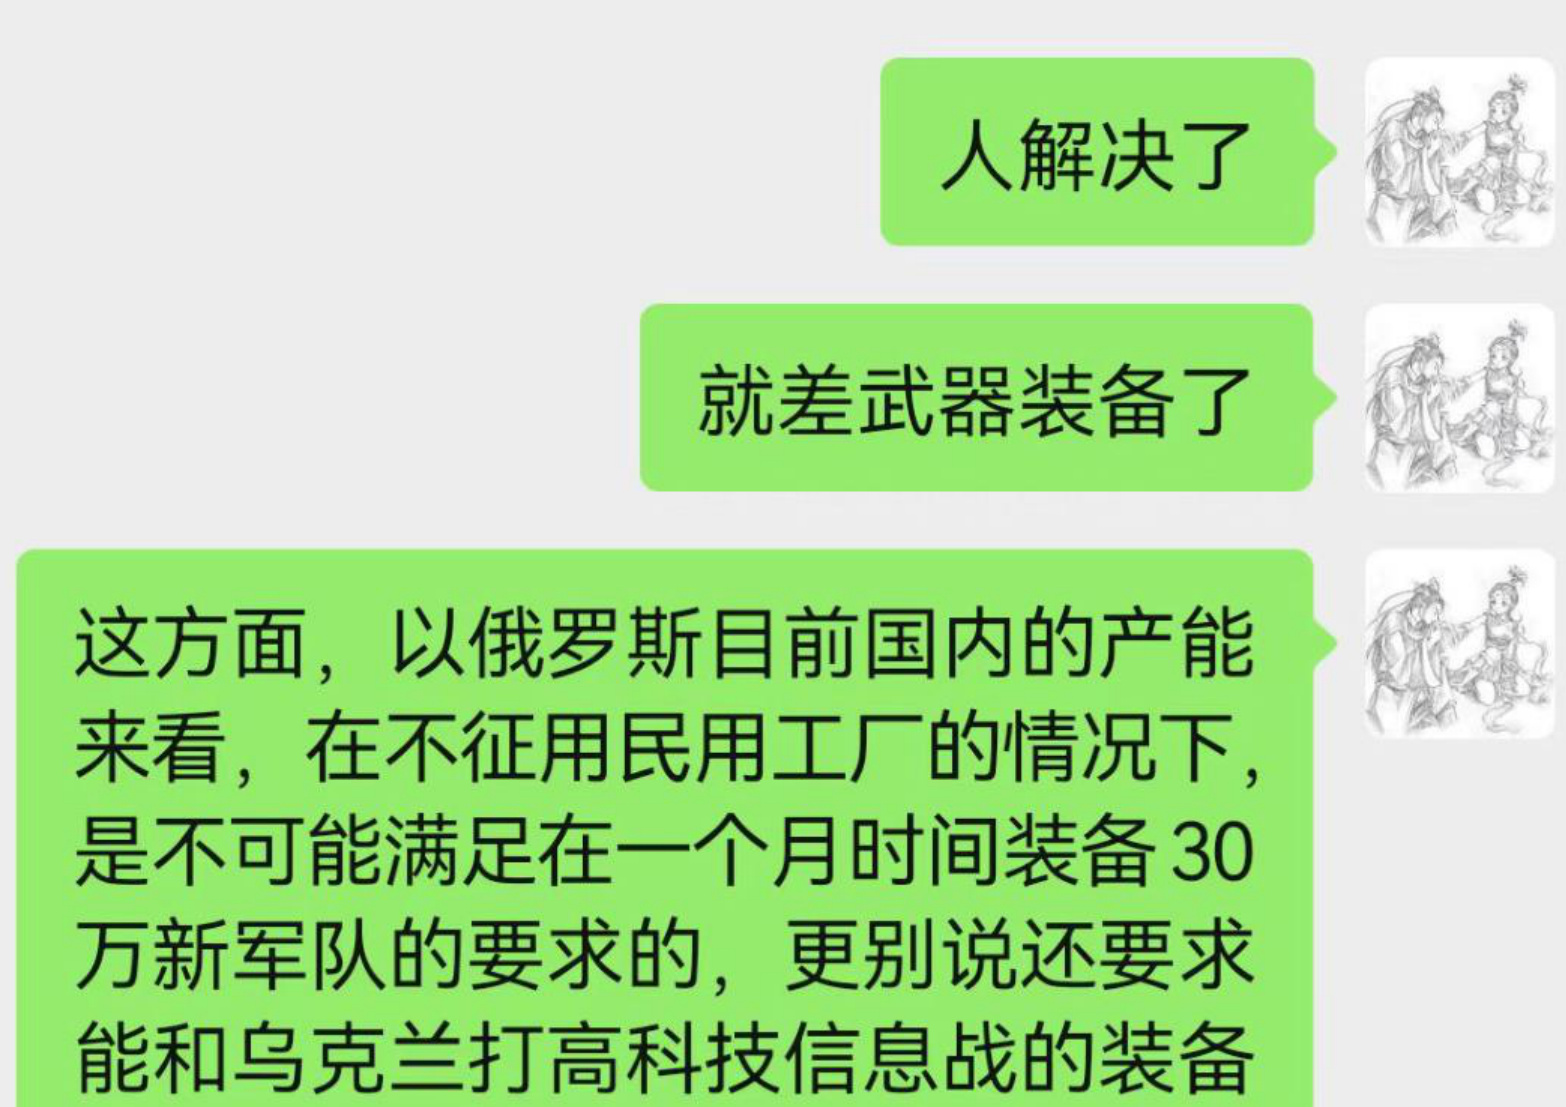 人解决了
就差武器装备了
这方面，以俄罗斯目前国内的产能
来看，在不征用民用工厂的情况下，
是不可能满足在一个月时间装备30
万新军队的要求的，更别说还要求
能和乌克兰打高科技信息战的装备